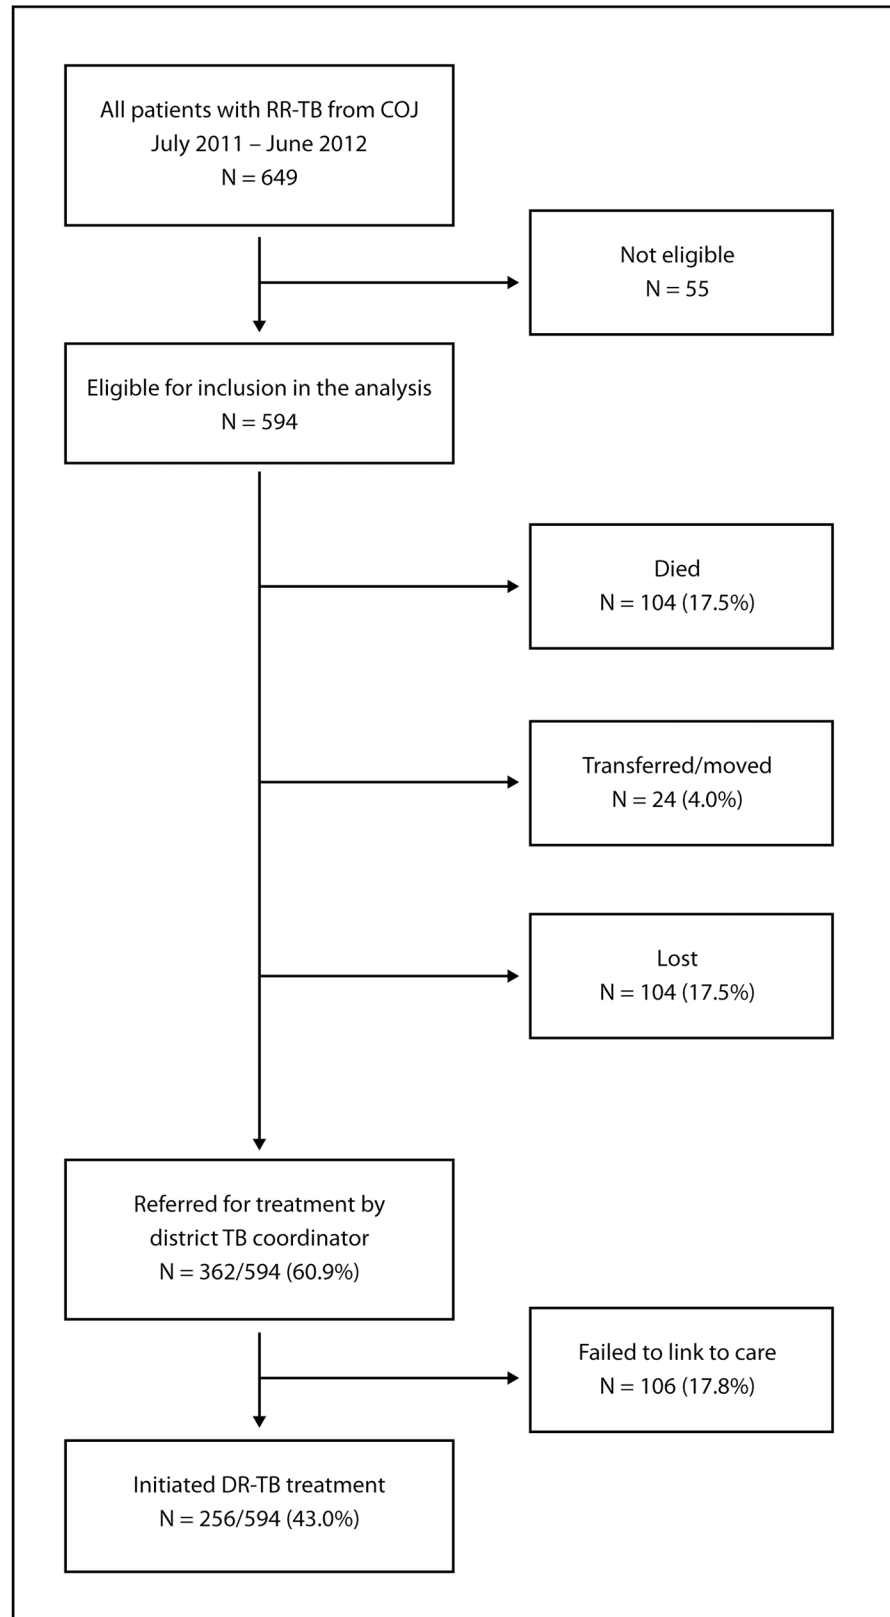 All patients with RR-TB from COJ
July 2011 – June 2012
N = 649
Not eligible
N = 55
Eligible for inclusion in the analysis
N = 594
Died
N = 104 (17.5%)
Transferred/moved
N = 24 (4.0%)
Lost
N = 104 (17.5%)
Referred for treatment by
district TB coordinator
N = 362/594 (60.9%)
Failed to link to care
N = 106 (17.8%)
Initiated DR-TB treatment
N = 256/594 (43.0%)